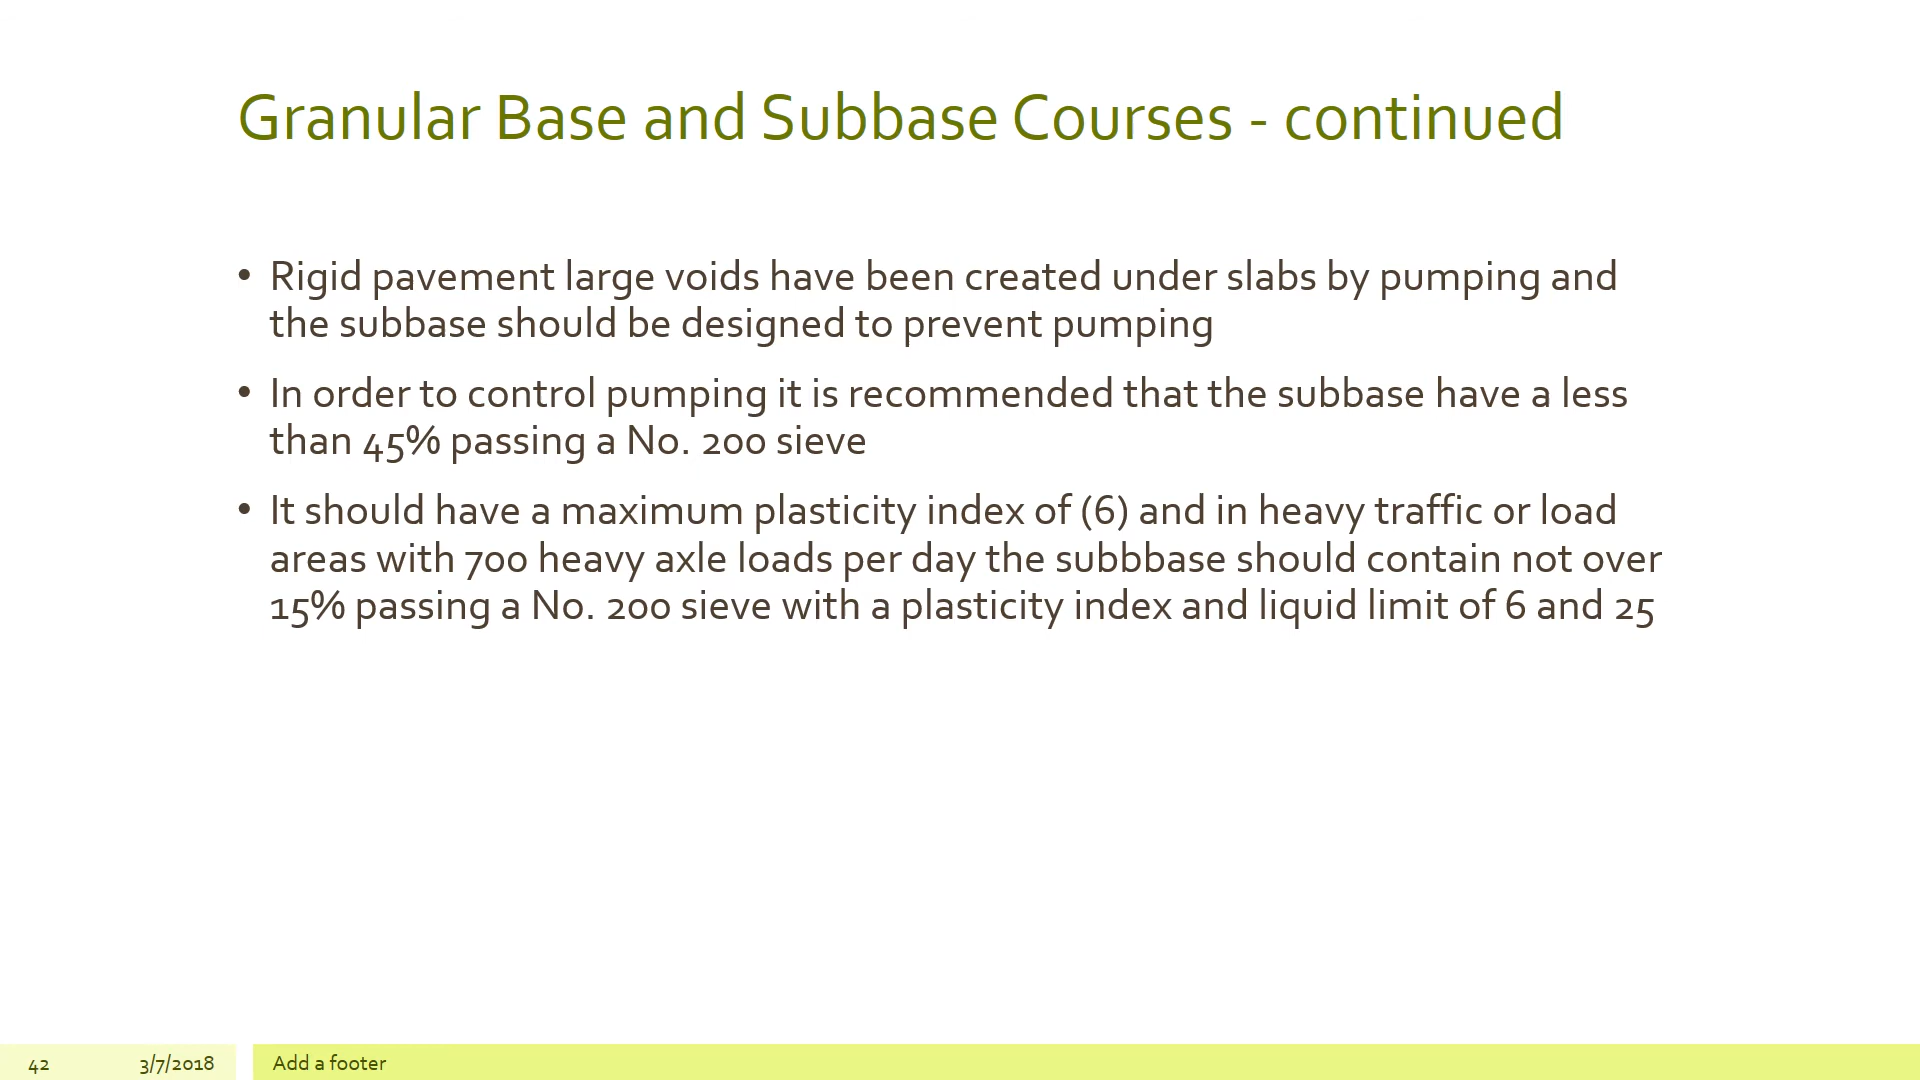 Granular Base and Subbase Courses - continued
• Rigid pavement large voids have been created under slabs by pumping and
the subbase should be designed to prevent pumping
• In order to control pumping it is recommended that the subbase have a less
than 45% passing a No. 200 sieve
• It should have a maximum plasticity index of (6) and in heavy traffic or load
areas with 700 heavy axle loads per day the subbbase should contain not over
15% passing a No. 200 sieve with a plasticity index and liquid limit of 6 and 25
42 3/7/2018 Add a footer